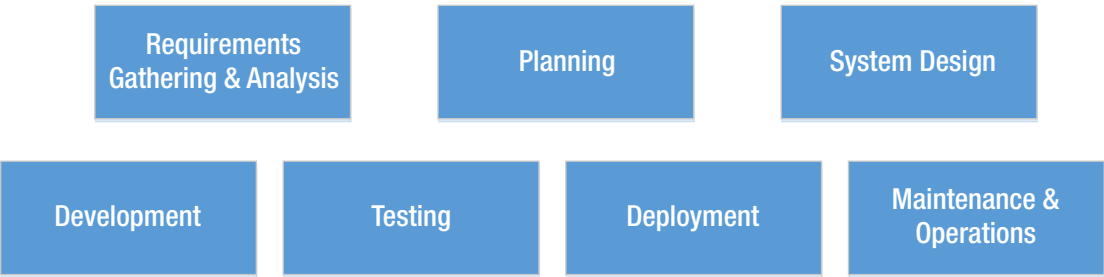 Requirements
Gathering & Analysis
Planning
System Design
Development
Testing
Deployment
Maintenance &
Operations